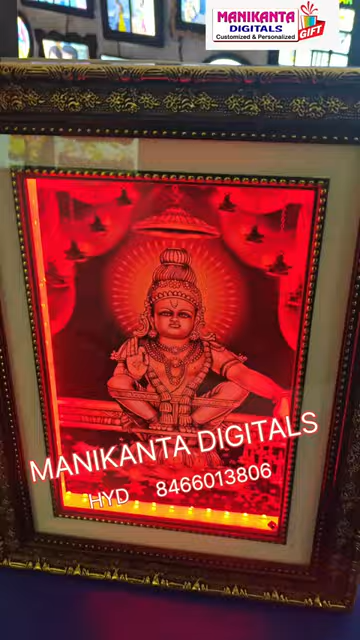 MANIKANTA
DIGITALS
Customized & Personalized
GIFT
MANIKANTA DIGITALS
HYD 8466013806